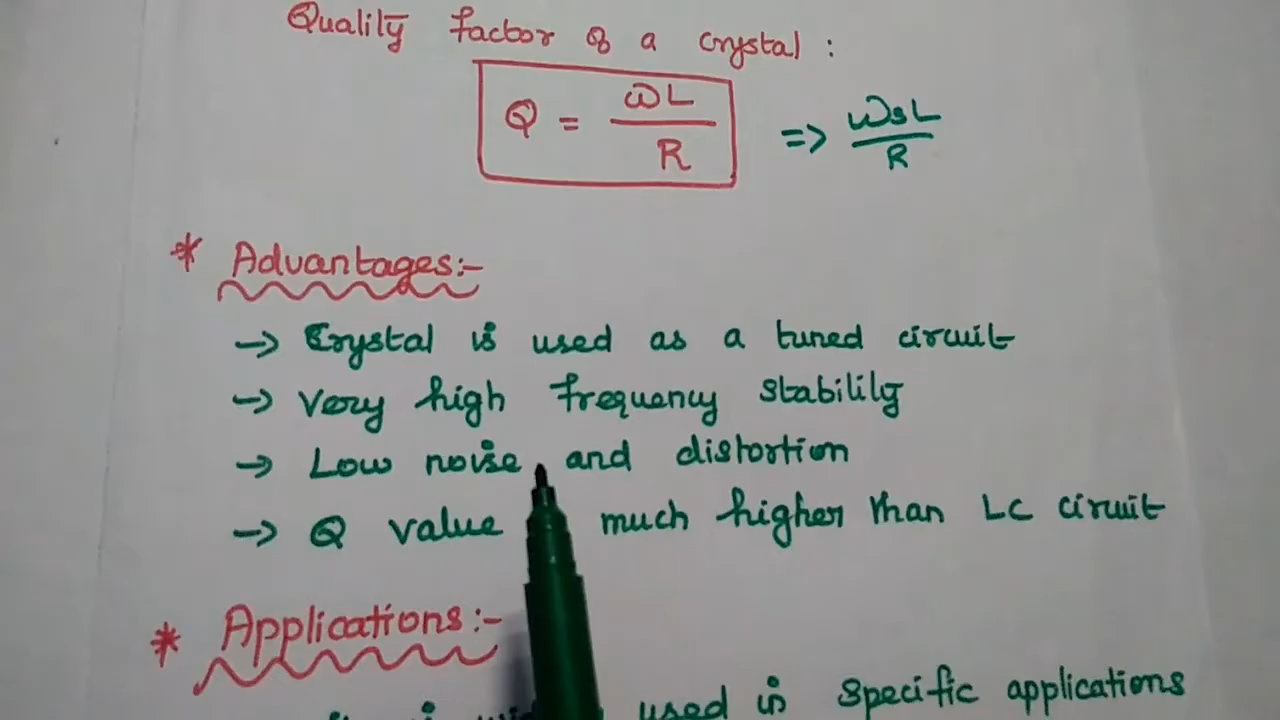 Quality factor of a crystal :
Q = ωL / R => ωsL / R
* Advantages:-
→ Crystal is used as a tuned circuit
→ Very high frequency stability
→ Low noise and distortion
→ Q value much higher than LC circuit
* Applications:-
used in specific applications